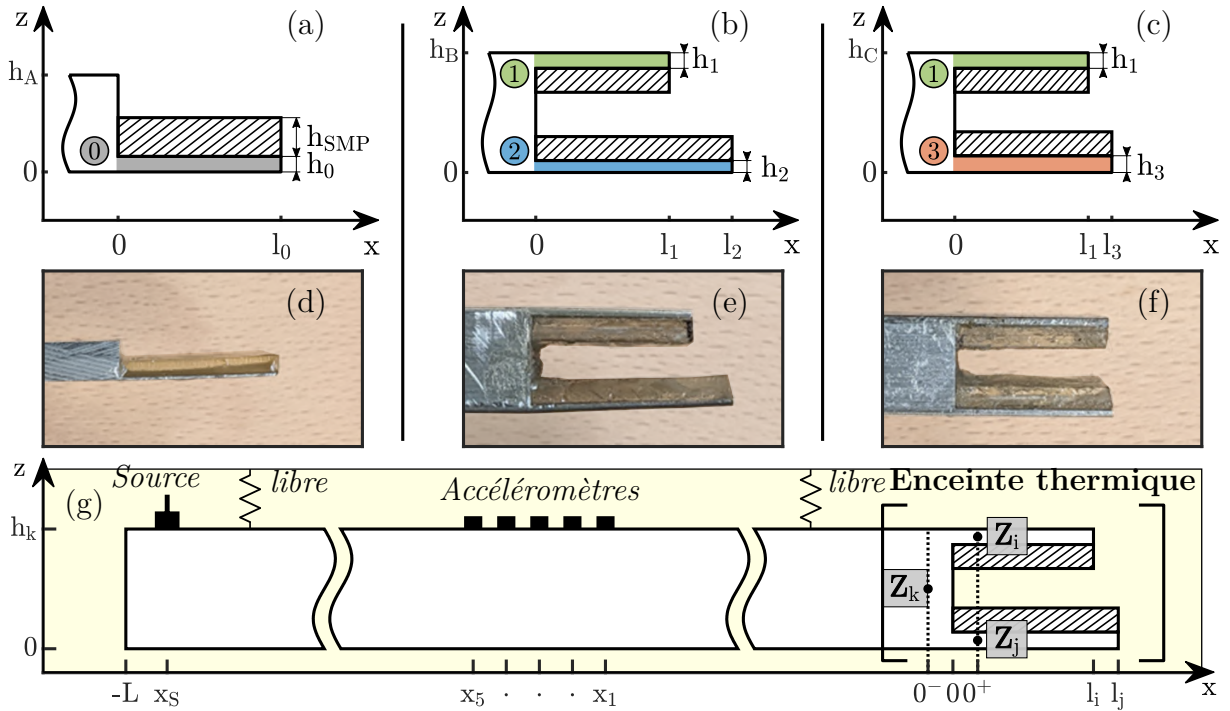 z (a)
h_A
h_SMP
0
h_0
0
0 l_0 x
z (b)
h_B
1
h_1
2
h_2
0
0 l_1 l_2 x
z (c)
h_C
1
h_1
3
h_3
0
0 l_1 l_3 x
(d)
(e)
(f)
z
(g)
Source libre Accéléromètres libre Enceinte thermique
h_k
Z_i
Z_k
Z_j
0
-L x_S x_5 · · · x_1 0⁻ 0 0⁺ l_i l_j
x